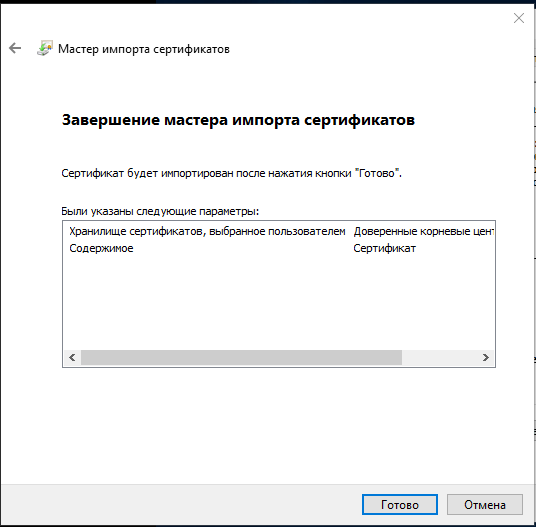 Мастер импорта сертификатов
Завершение мастера импорта сертификатов
Сертификат будет импортирован после нажатия кнопки "Готово".
Были указаны следующие параметры:
Хранилище сертификатов, выбранное пользователем Доверенные корневые цент
Содержимое Сертификат
Готово Отмена